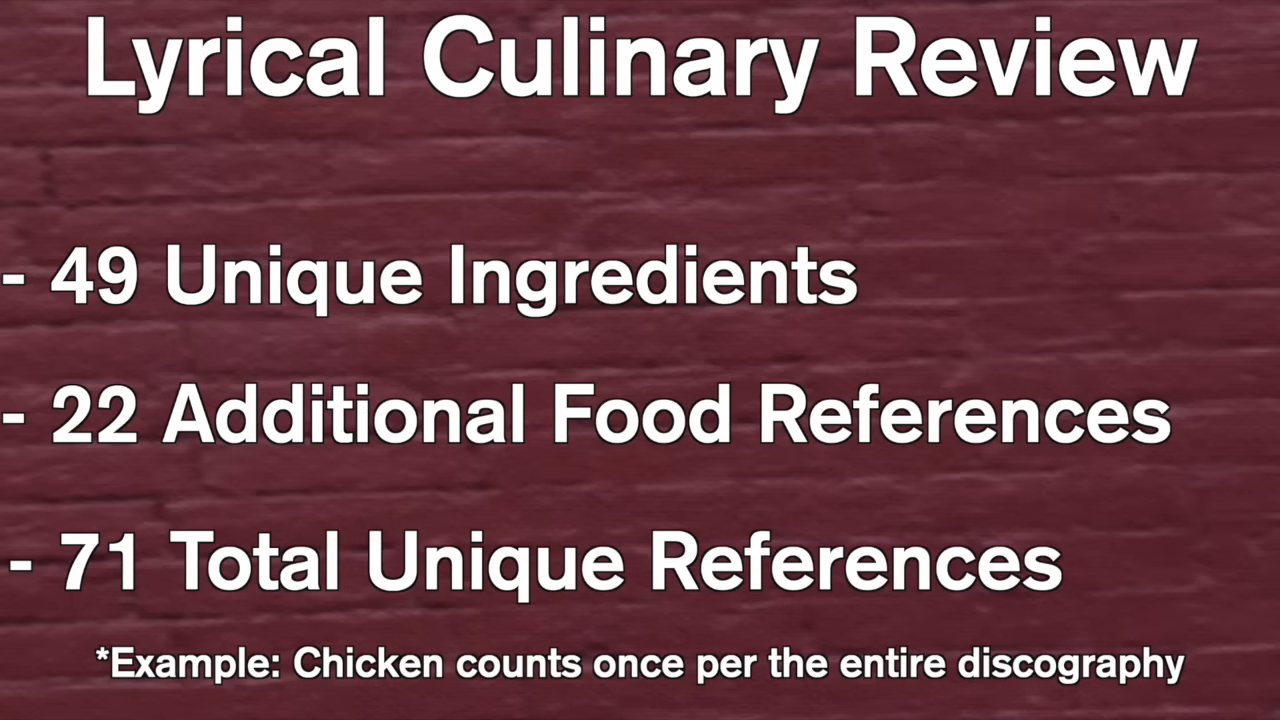 Lyrical Culinary Review
- 49 Unique Ingredients
- 22 Additional Food References
- 71 Total Unique References
*Example: Chicken counts once per the entire discography